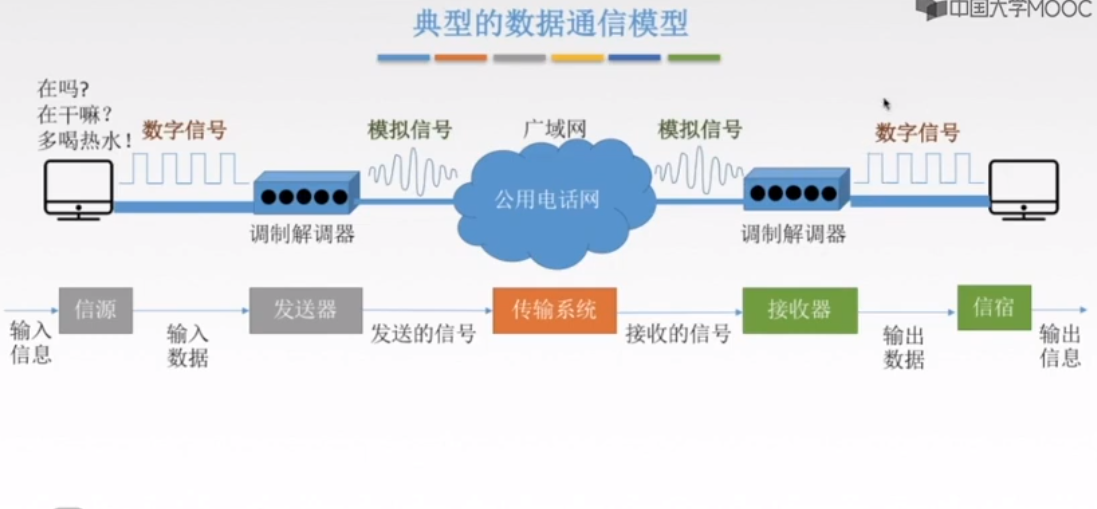 中国大学MOOC
典型的数据通信模型
在吗?
在干嘛?
多喝热水!
数字信号
模拟信号
广域网
模拟信号
数字信号
公用电话网
调制解调器
调制解调器
信源
发送器
传输系统
接收器
信宿
输入
信息
输入
数据
发送的信号
接收的信号
输出
数据
输出
信息